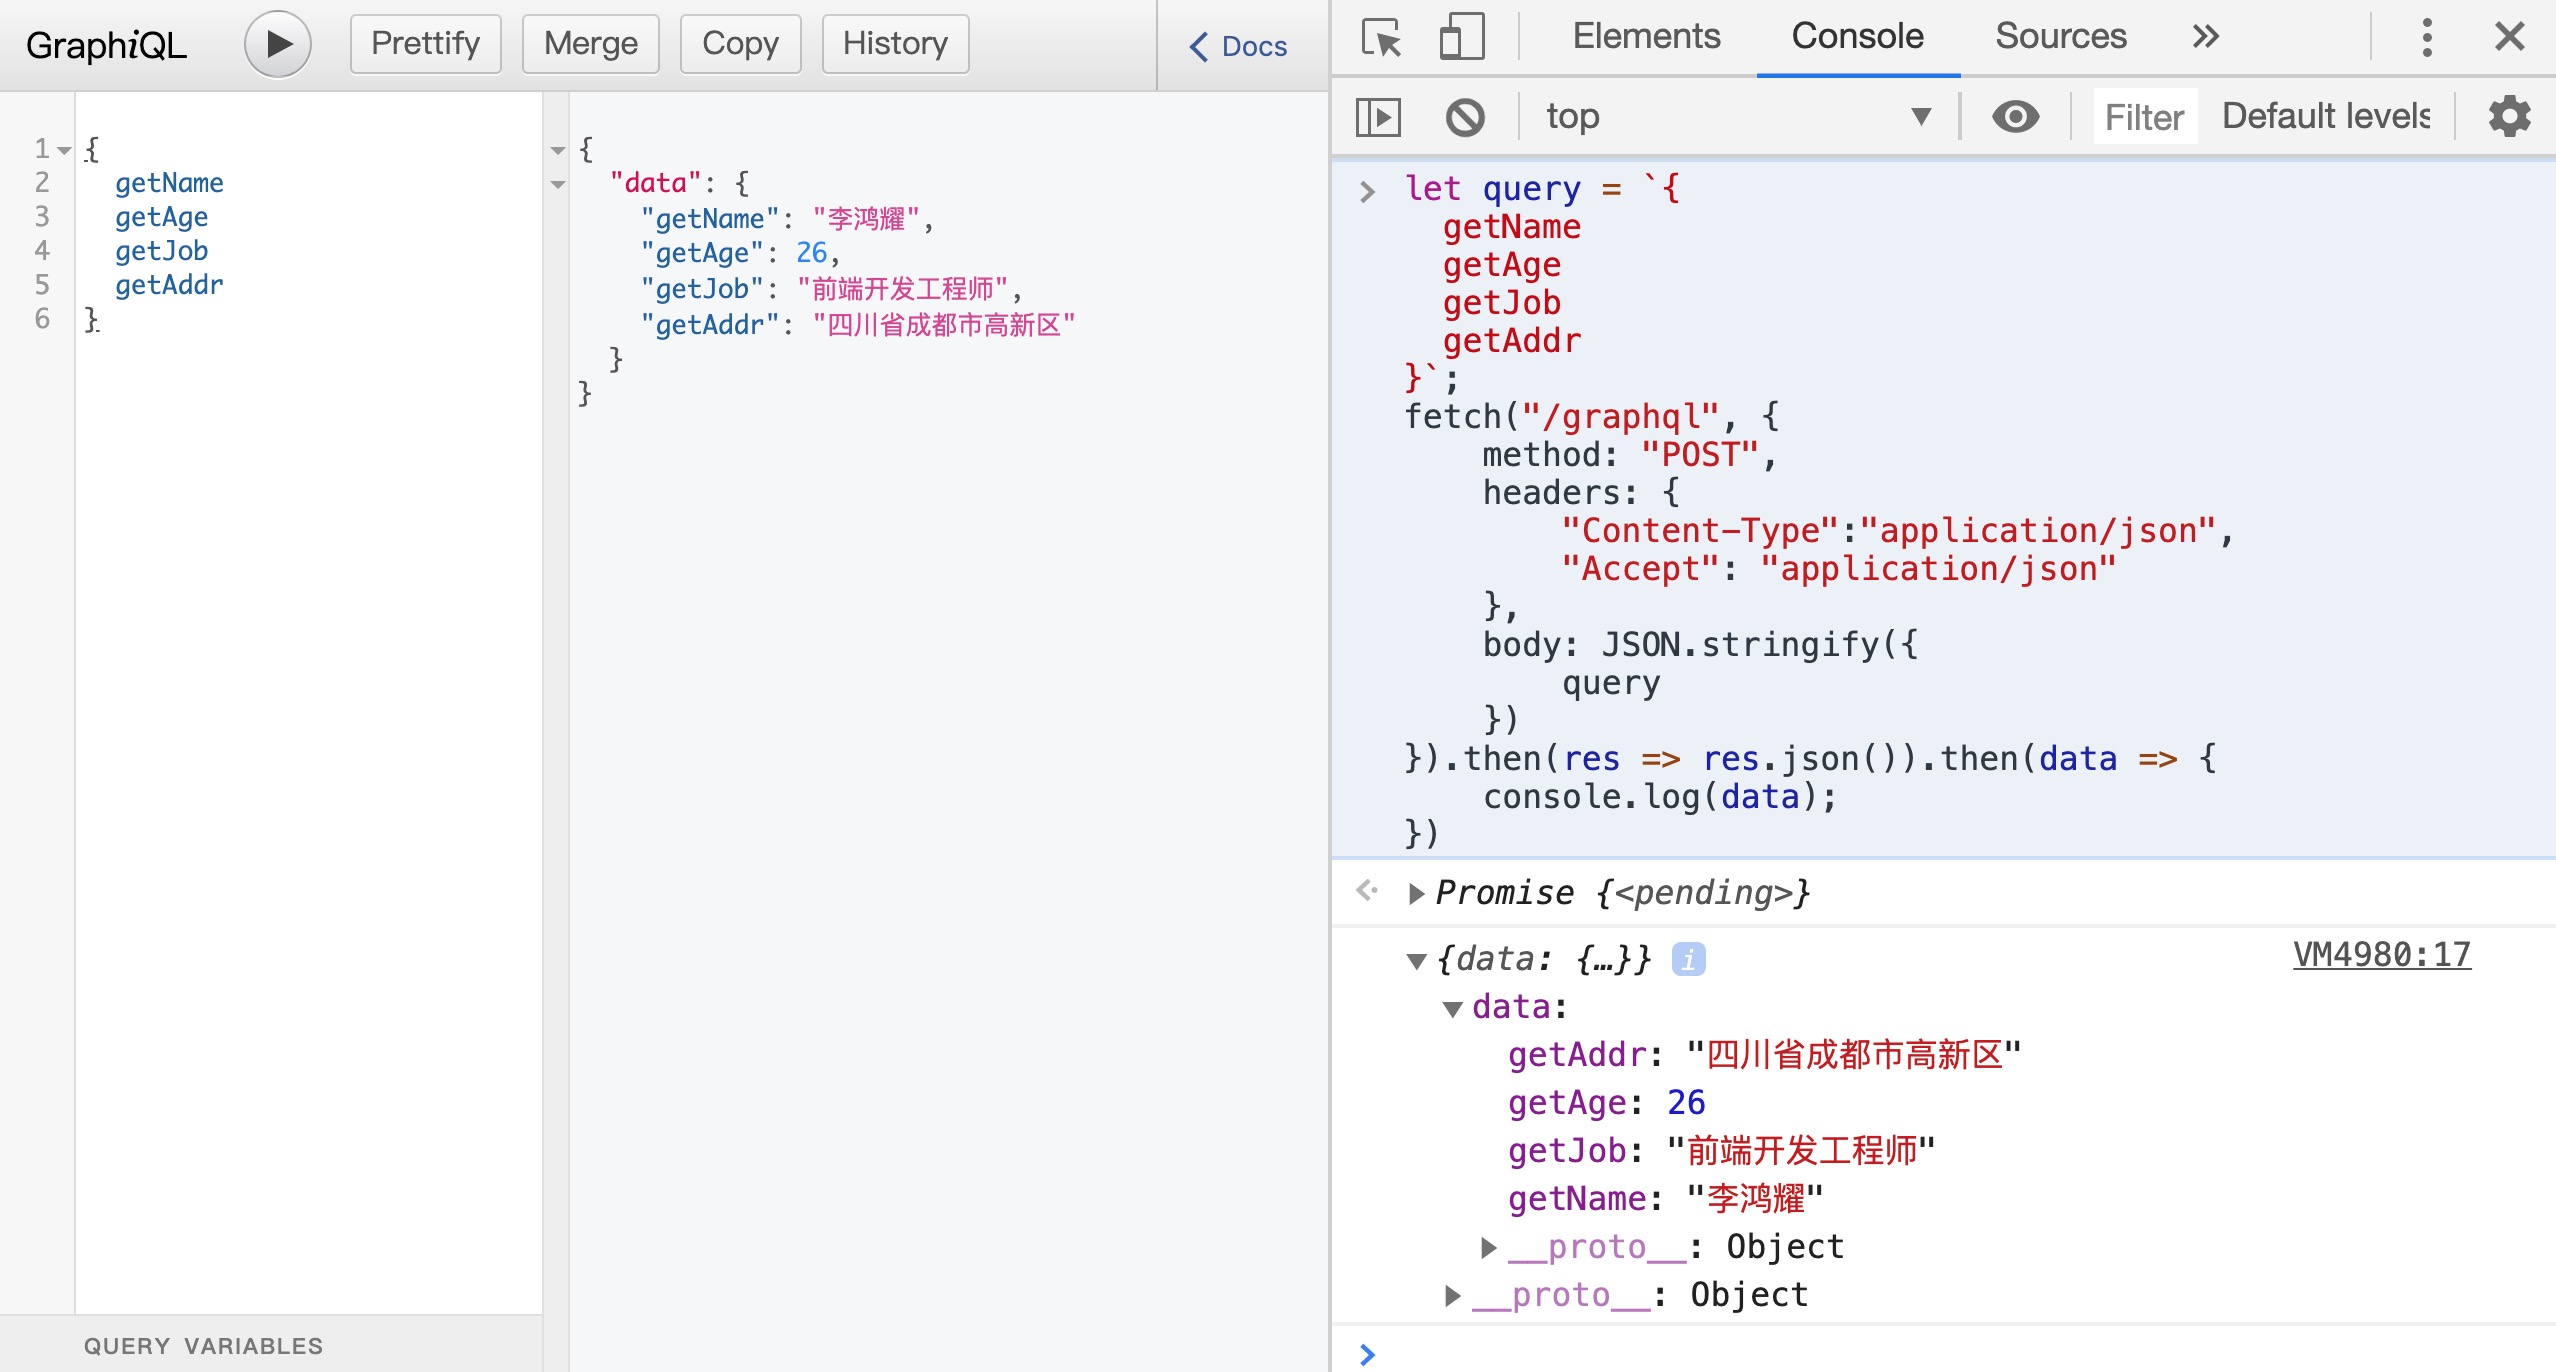 GraphiQL
Prettify
Merge
Copy
History
Docs
1 {
2   getName
3   getAge
4   getJob
5   getAddr
6 }
{
  "data": {
    "getName": "李鸿耀",
    "getAge": 26,
    "getJob": "前端开发工程师",
    "getAddr": "四川省成都市高新区"
  }
}
QUERY VARIABLES
Elements
Console
Sources
top
Filter
Default levels
let query = `{
  getName
  getAge
  getJob
  getAddr
}`;
fetch("/graphql", {
    method: "POST",
    headers: {
        "Content-Type":"application/json",
        "Accept": "application/json"
    },
    body: JSON.stringify({
        query
    })
}).then(res => res.json()).then(data => {
    console.log(data);
})
Promise {<pending>}
{data: {…}} i
VM4980:17
data:
getAddr: "四川省成都市高新区"
getAge: 26
getJob: "前端开发工程师"
getName: "李鸿耀"
__proto__: Object
__proto__: Object